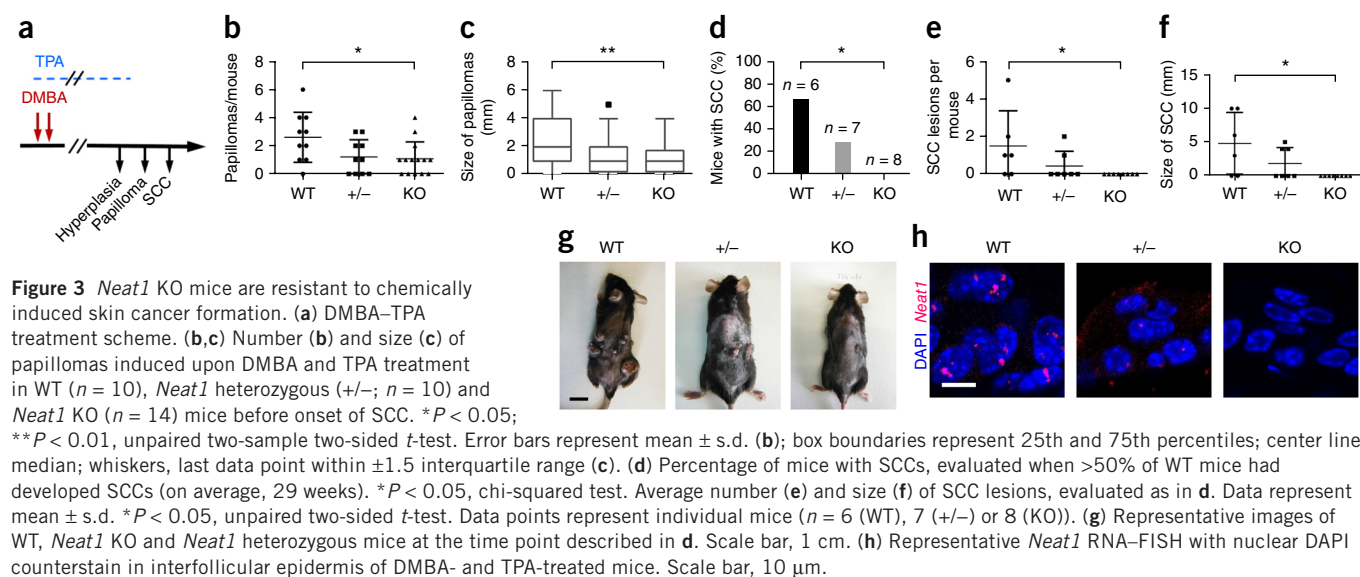 a
TPA
DMBA
Hyperplasia
Papilloma
SCC
b
Papillomas/mouse
8
6
4
2
0
*
WT
+/–
KO
c
Size of papillomas
(mm)
8
6
4
2
0
**
WT
+/–
KO
d
Mice with SCC (%)
100
80
60
40
20
0
*
n = 6
n = 7
n = 8
WT
+/–
KO
e
SCC lesions per
mouse
6
4
2
0
*
WT
+/–
KO
f
Size of SCC (mm)
15
10
5
0
*
WT
+/–
KO
g
WT
+/–
KO
h
WT
+/–
KO
DAPI Neat1
Figure 3 Neat1 KO mice are resistant to chemically
induced skin cancer formation. (a) DMBA–TPA
treatment scheme. (b,c) Number (b) and size (c) of
papillomas induced upon DMBA and TPA treatment
in WT (n = 10), Neat1 heterozygous (+/–; n = 10) and
Neat1 KO (n = 14) mice before onset of SCC. *P < 0.05;
**P < 0.01, unpaired two-sample two-sided t-test. Error bars represent mean ± s.d. (b); box boundaries represent 25th and 75th percentiles; center line,
median; whiskers, last data point within ±1.5 interquartile range (c). (d) Percentage of mice with SCCs, evaluated when >50% of WT mice had
developed SCCs (on average, 29 weeks). *P < 0.05, chi-squared test. Average number (e) and size (f) of SCC lesions, evaluated as in d. Data represent
mean ± s.d. *P < 0.05, unpaired two-sided t-test. Data points represent individual mice (n = 6 (WT), 7 (+/–) or 8 (KO)). (g) Representative images of
WT, Neat1 KO and Neat1 heterozygous mice at the time point described in d. Scale bar, 1 cm. (h) Representative Neat1 RNA–FISH with nuclear DAPI
counterstain in interfollicular epidermis of DMBA- and TPA-treated mice. Scale bar, 10 μm.